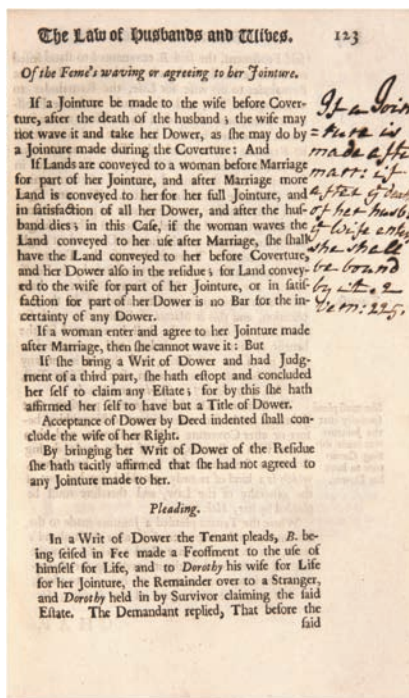 The Law of Husbands and Wives. 123
Of the Feme's waving or agreeing to her Jointure.
If a Jointure be made to the wife before Cover-
ture, after the death of the husband; the wife may
not wave it and take her Dower, as she may do by
a Jointure made during the Coverture: And
If Lands are conveyed to a woman before Marriage
for part of her Jointure, and after Marriage more
Land is conveyed to her for her full Jointure, and
in satisfaction of all her Dower, and after the hus-
band dies; in this Case, if the woman waves the
Land conveyed to her use after Marriage, she shall
have the Land conveyed to her before Coverture,
and her Dower also in the residue; for Land convey-
ed to the wife for part of her Jointure, or in satis-
faction for part of her Dower is no Bar for the in-
certainty of any Dower.
If a woman enter and agree to her Jointure made
after Marriage, then she cannot wave it: But
If she bring a Writ of Dower and had Judg-
ment of a third part, she hath estopt and concluded
her self to claim any Estate; for by this she hath
affirmed her self to have but a Title of Dower.
Acceptance of Dower by Deed indented shall con-
clude the wife of her Right.
By bringing her Writ of Dower of the Residue
she hath tacitly affirmed that she had not agreed to
any Jointure made to her.
Pleading.
In a Writ of Dower the Tenant pleads, B. be-
ing seised in Fee made a Feoffment to the use of
himself for Life, and to Dorothy his wife for Life
for her Jointure, the Remainder over to a Stranger,
and Dorothy held in by Survivor claiming the said
Estate. The Demandant replied, That before the
said
If a Join
=ture is
made afte
marr: if
after y death
of her husb
y Wife enter
she shall
be bound
by it. 2
Vern: 225.